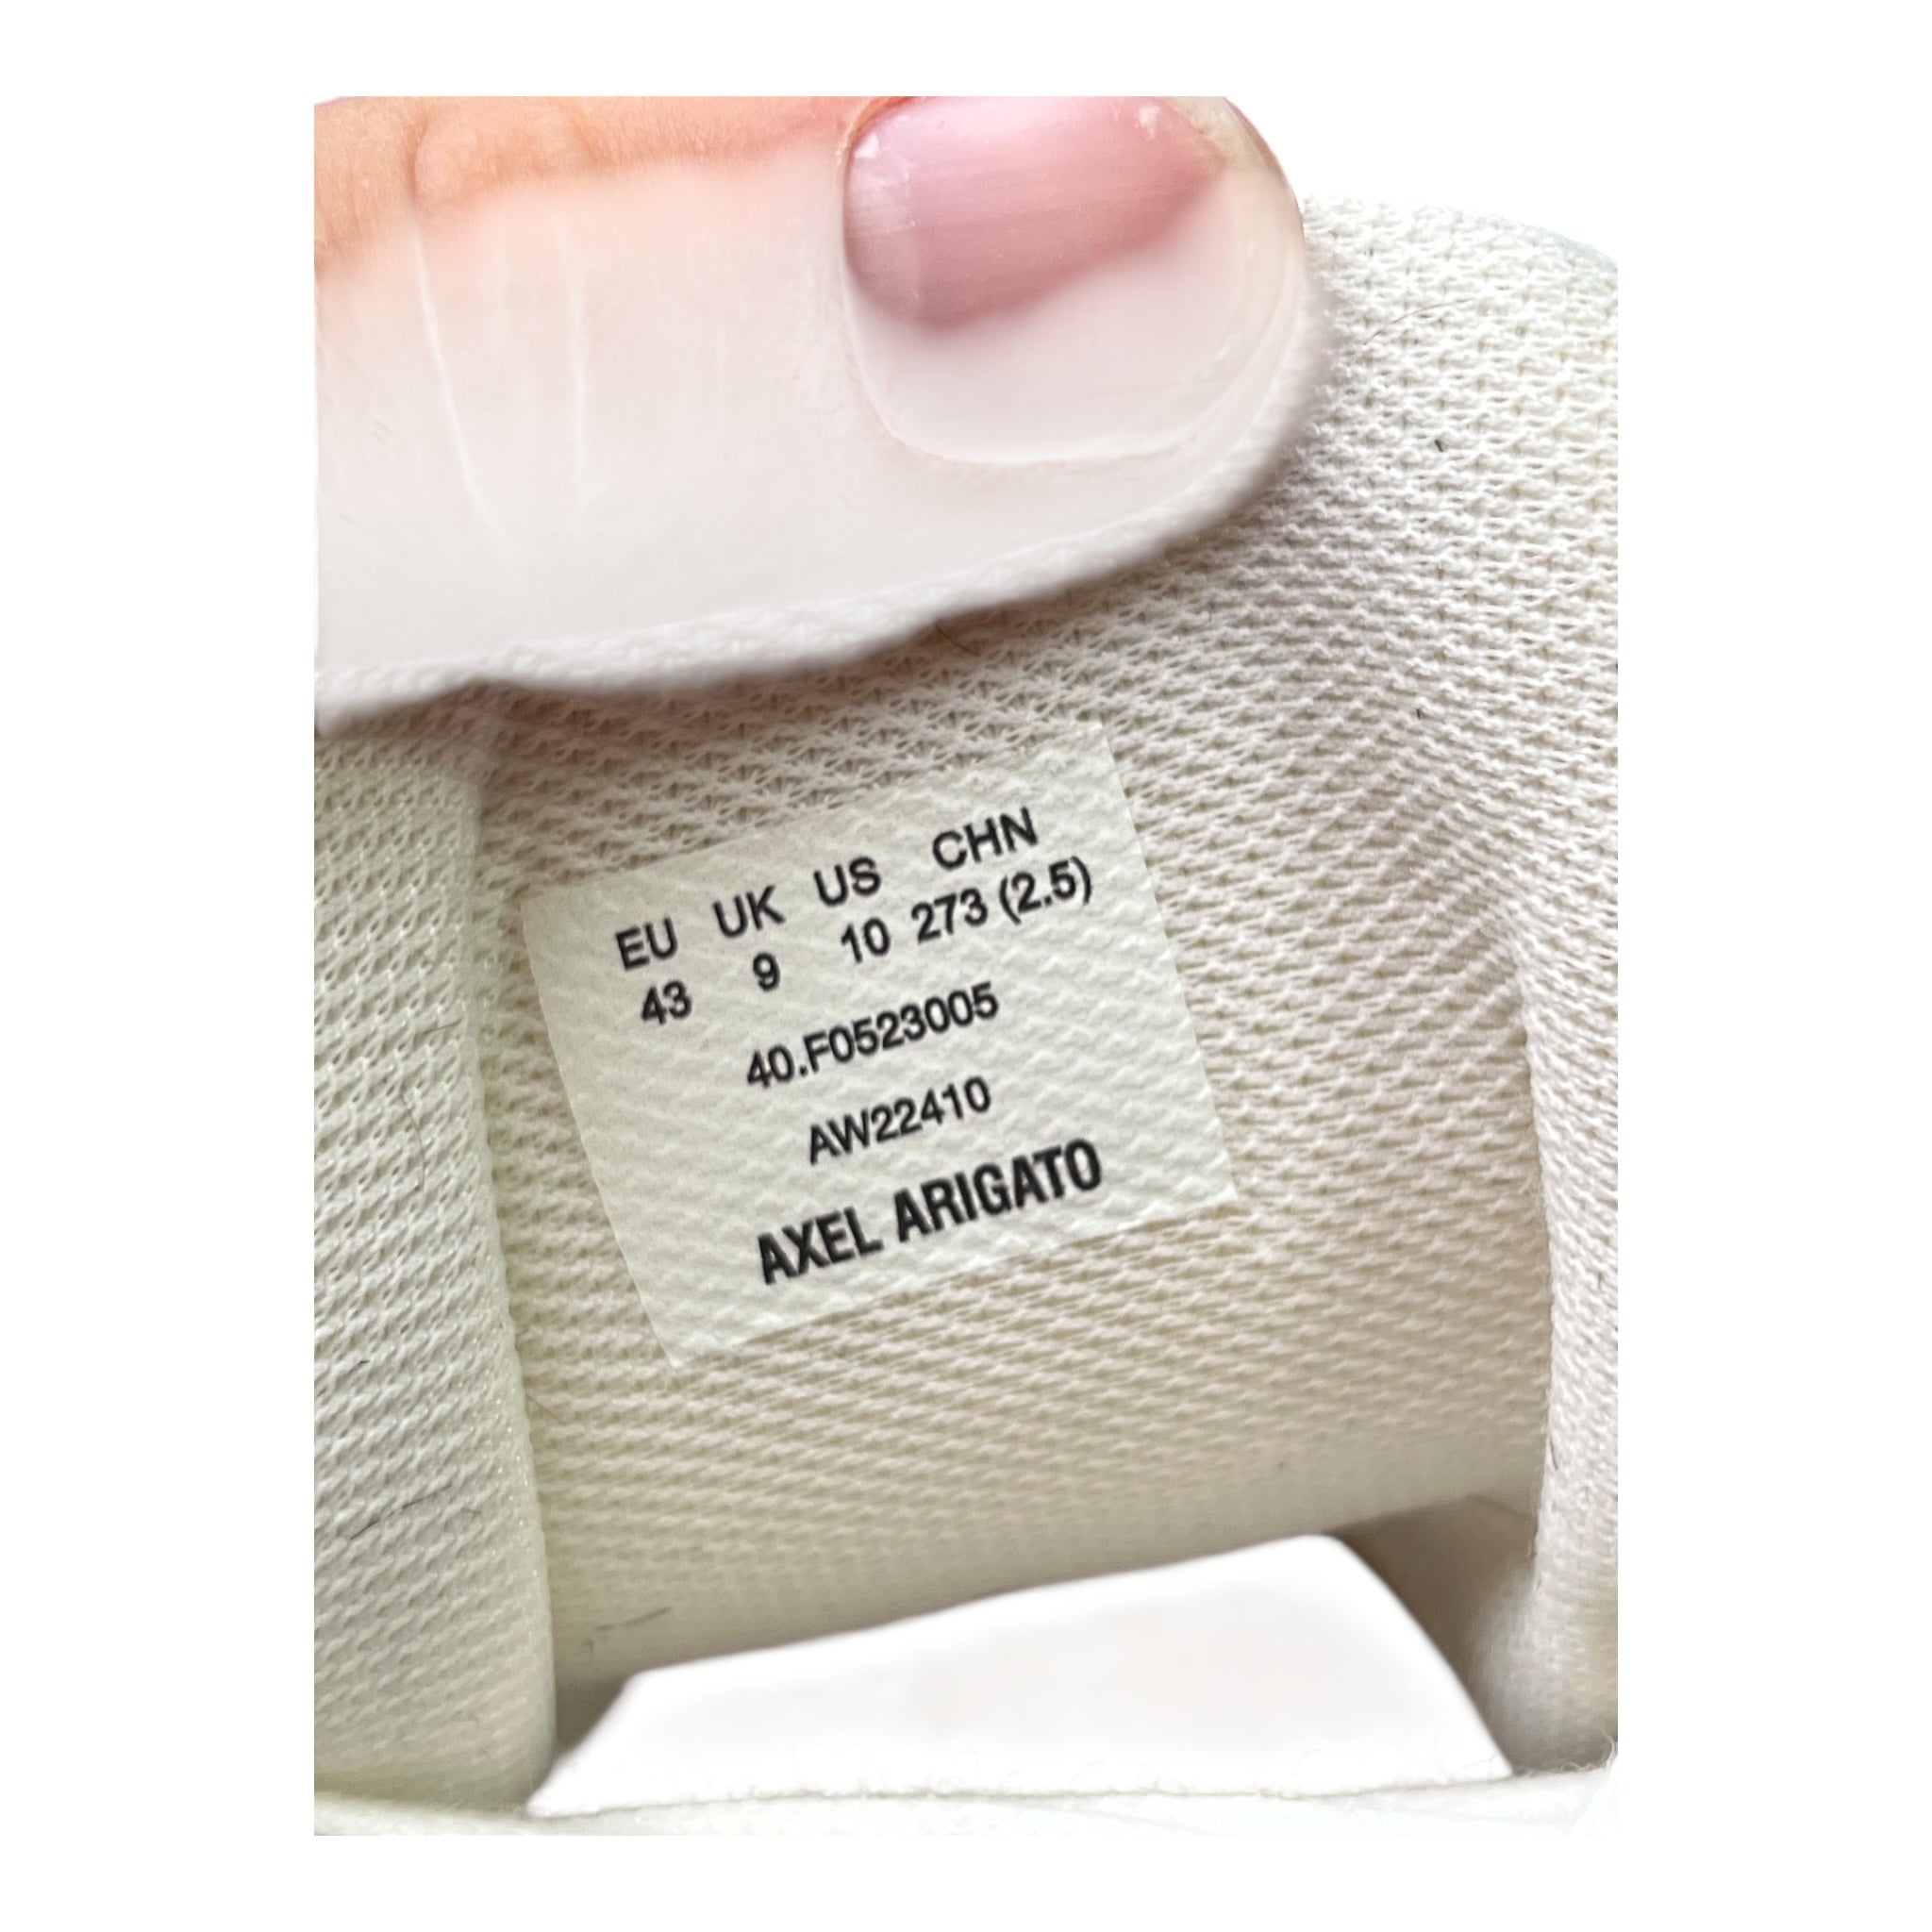 EU UK US CHN
43 9 10 273 (2.5)
40.F0523005
AW22410
AXEL ARIGATO